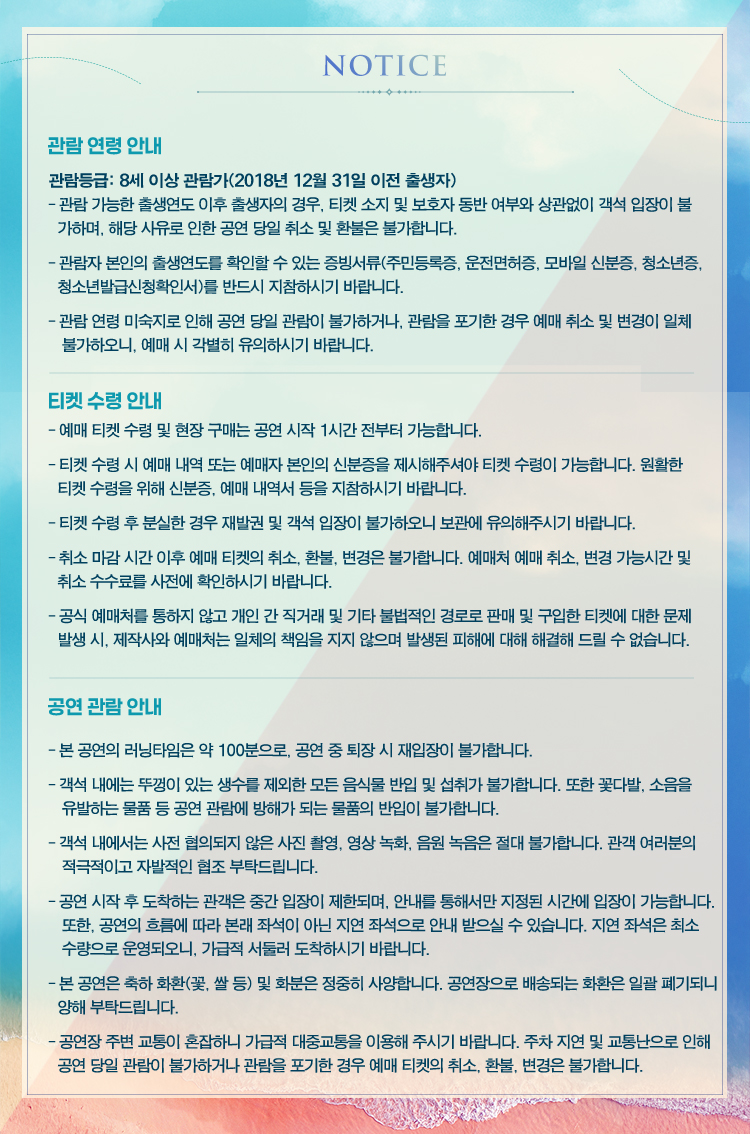 NOTICE
관람 연령 안내
관람등급: 8세 이상 관람가(2018년 12월 31일 이전 출생자)
- 관람 가능한 출생연도 이후 출생자의 경우, 티켓 소지 및 보호자 동반 여부와 상관없이 객석 입장이 불
가하며, 해당 사유로 인한 공연 당일 취소 및 환불은 불가합니다.
- 관람자 본인의 출생연도를 확인할 수 있는 증빙서류(주민등록증, 운전면허증, 모바일 신분증, 청소년증,
청소년발급신청확인서)를 반드시 지참하시기 바랍니다.
- 관람 연령 미숙지로 인해 공연 당일 관람이 불가하거나, 관람을 포기한 경우 예매 취소 및 변경이 일체
불가하오니, 예매 시 각별히 유의하시기 바랍니다.
티켓 수령 안내
- 예매 티켓 수령 및 현장 구매는 공연 시작 1시간 전부터 가능합니다.
- 티켓 수령 시 예매 내역 또는 예매자 본인의 신분증을 제시해주셔야 티켓 수령이 가능합니다. 원활한
티켓 수령을 위해 신분증, 예매 내역서 등을 지참하시기 바랍니다.
- 티켓 수령 후 분실한 경우 재발권 및 객석 입장이 불가하오니 보관에 유의해주시기 바랍니다.
- 취소 마감 시간 이후 예매 티켓의 취소, 환불, 변경은 불가합니다. 예매처 예매 취소, 변경 가능시간 및
취소 수수료를 사전에 확인하시기 바랍니다.
- 공식 예매처를 통하지 않고 개인 간 직거래 및 기타 불법적인 경로로 판매 및 구입한 티켓에 대한 문제
발생 시, 제작사와 예매처는 일체의 책임을 지지 않으며 발생된 피해에 대해 해결해 드릴 수 없습니다.
공연 관람 안내
- 본 공연의 러닝타임은 약 100분으로, 공연 중 퇴장 시 재입장이 불가합니다.
- 객석 내에는 뚜껑이 있는 생수를 제외한 모든 음식물 반입 및 섭취가 불가합니다. 또한 꽃다발, 소음을
유발하는 물품 등 공연 관람에 방해가 되는 물품의 반입이 불가합니다.
- 객석 내에서는 사전 협의되지 않은 사진 촬영, 영상 녹화, 음원 녹음은 절대 불가합니다. 관객 여러분의
적극적이고 자발적인 협조 부탁드립니다.
- 공연 시작 후 도착하는 관객은 중간 입장이 제한되며, 안내를 통해서만 지정된 시간에 입장이 가능합니다.
또한, 공연의 흐름에 따라 본래 좌석이 아닌 지연 좌석으로 안내 받으실 수 있습니다. 지연 좌석은 최소
수량으로 운영되오니, 가급적 서둘러 도착하시기 바랍니다.
- 본 공연은 축하 화환(꽃, 쌀 등) 및 화분은 정중히 사양합니다. 공연장으로 배송되는 화환은 일괄 폐기되니
양해 부탁드립니다.
- 공연장 주변 교통이 혼잡하니 가급적 대중교통을 이용해 주시기 바랍니다. 주차 지연 및 교통난으로 인해
공연 당일 관람이 불가하거나 관람을 포기한 경우 예매 티켓의 취소, 환불, 변경은 불가합니다.